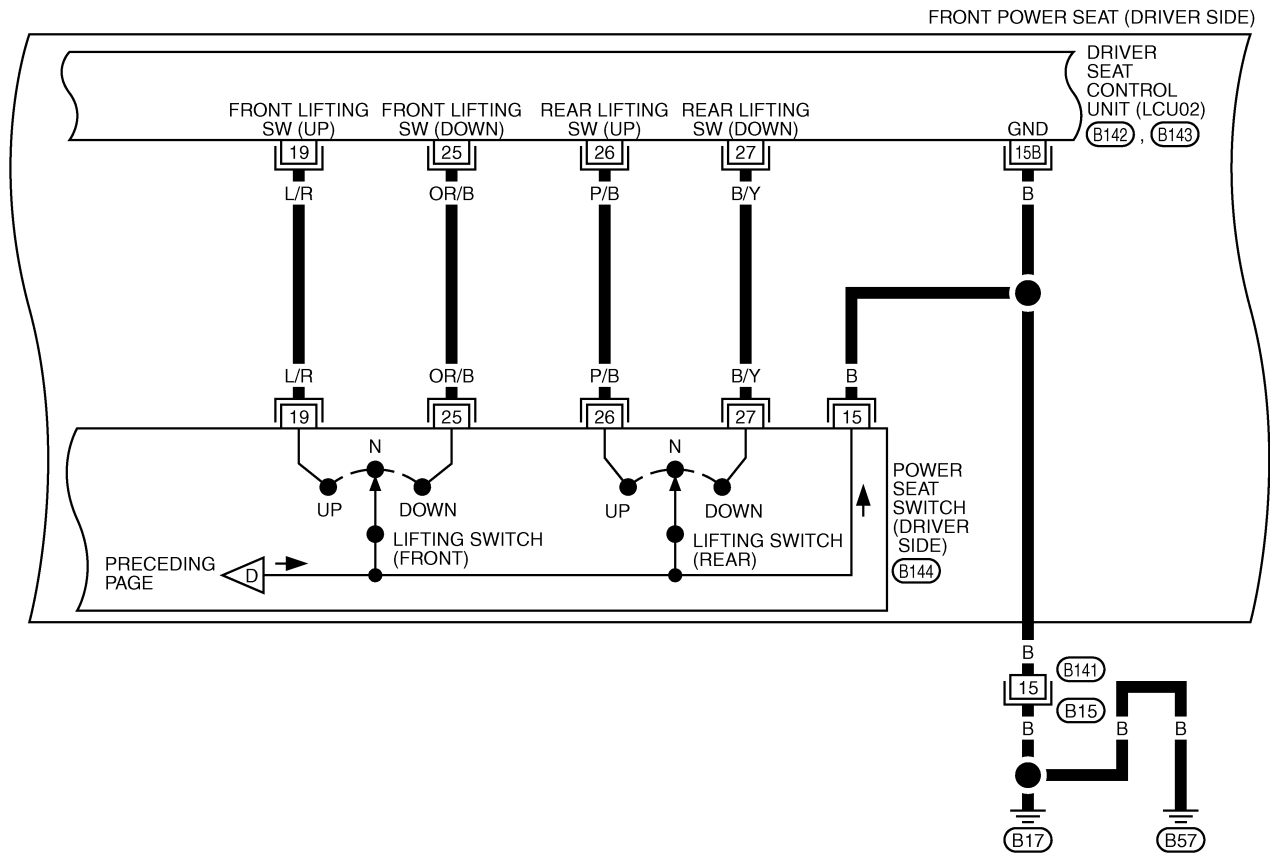 FRONT POWER SEAT (DRIVER SIDE)
DRIVER
SEAT
CONTROL
UNIT (LCU02)
B142 , B143
FRONT LIFTING
SW (UP)
FRONT LIFTING
SW (DOWN)
REAR LIFTING
SW (UP)
REAR LIFTING
SW (DOWN)
GND
19 25 26 27 15B
L/R OR/B P/B B/Y B
L/R OR/B P/B B/Y B
19 25 26 27 15
N N
UP DOWN UP DOWN
LIFTING SWITCH
(FRONT)
LIFTING SWITCH
(REAR)
POWER
SEAT
SWITCH
(DRIVER
SIDE)
B144
PRECEDING
PAGE
D
B
15
B141
B15
B B B
B17 B57